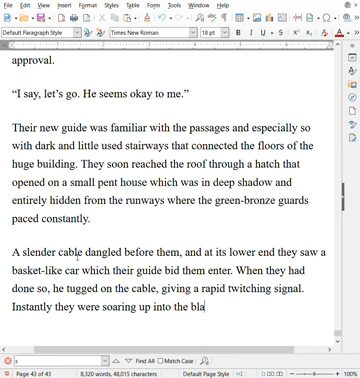 File Edit View Insert Format Styles Table Form Tools Window Help
Default Paragraph Style Times New Roman 18 pt B I U S X² X₂ A
approval.
“I say, let’s go. He seems okay to me.”
Their new guide was familiar with the passages and especially so
with dark and little used stairways that connected the floors of the
huge building. They soon reached the roof through a hatch that
opened on a small pent house which was in deep shadow and
entirely hidden from the runways where the green-bronze guards
paced constantly.
A slender cable dangled before them, and at its lower end they saw a
basket-like car which their guide bid them enter. When they had
done so, he tugged on the cable, giving a rapid twitching signal.
Instantly they were soaring up into the bla
s Find All Match Case
Page 43 of 43 8,320 words, 48,015 characters Default Page Style 100%